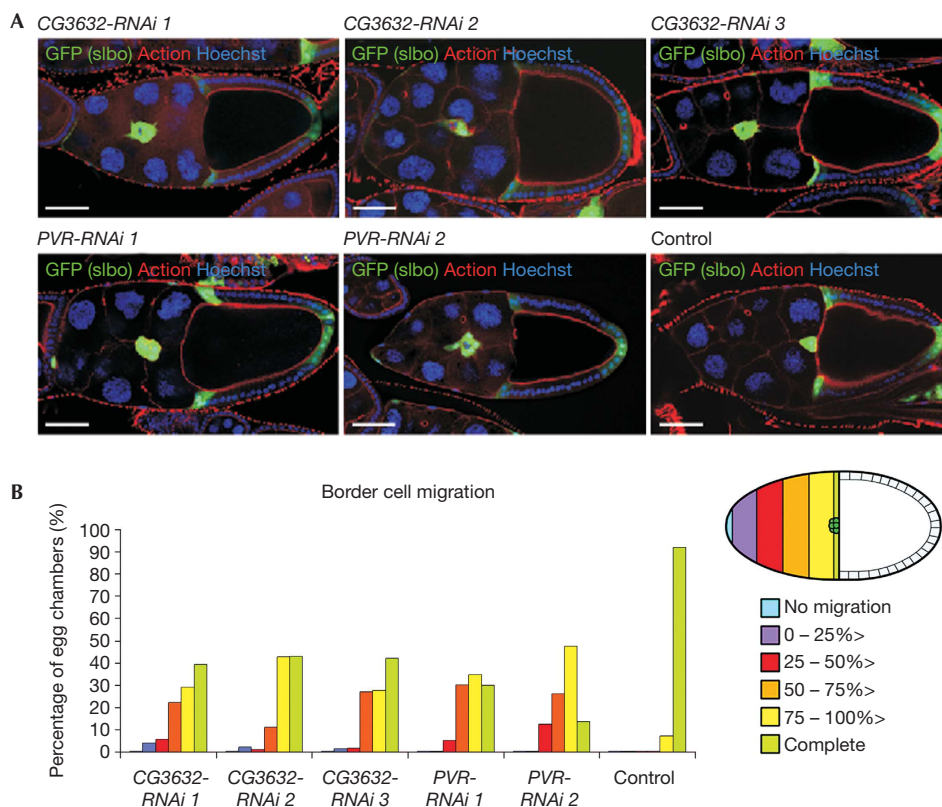 A
CG3632-RNAi 1
CG3632-RNAi 2
CG3632-RNAi 3
GFP (slbo) Action Hoechst
GFP (slbo) Action Hoechst
GFP (slbo) Action Hoechst
PVR-RNAi 1
PVR-RNAi 2
Control
GFP (slbo) Action Hoechst
GFP (slbo) Action Hoechst
GFP (slbo) Action Hoechst
B
Border cell migration
Percentage of egg chambers (%)
100
90
80
70
60
50
40
30
20
10
0
CG3632-
RNAi 1
CG3632-
RNAi 2
CG3632-
RNAi 3
PVR-
RNAi 1
PVR-
RNAi 2
Control
No migration
0 – 25%>
25 – 50%>
50 – 75%>
75 – 100%>
Complete